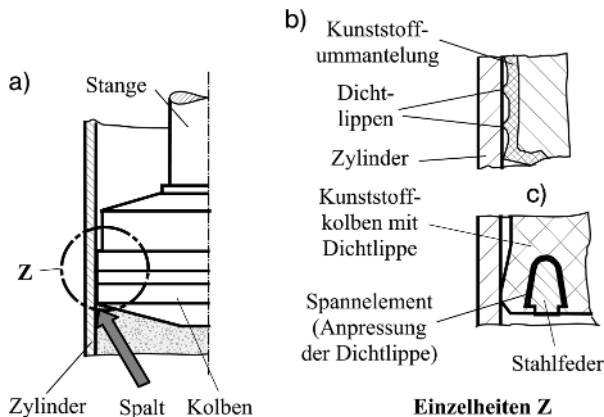 a)
Stange
Z
Zylinder
Spalt
Kolben
b)
Kunststoff-
ummantelung
Dicht-
lippen
Zylinder
c)
Kunststoff-
kolben mit
Dichtlippe
Spannelement
(Anpressung
der Dichtlippe)
Stahlfeder
Einzelheiten Z